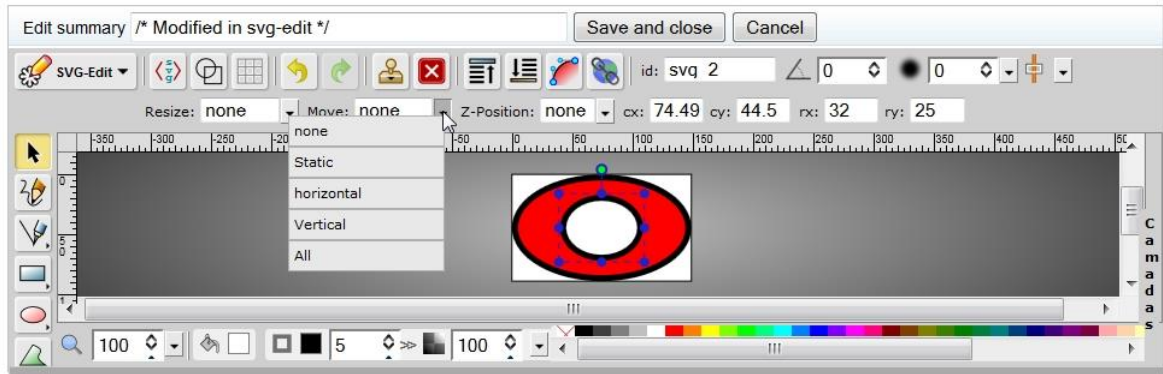 Edit summary /* Modified in svg-edit */ Save and close Cancel
SVG-Edit id: svg_2 0 0
Resize: none Move: none Z-Position: none cx: 74.49 cy: 44.5 rx: 32 ry: 25
-350 -300 -250 -50 0 50 100 150 200 250 300 350 400 450
none
Static
horizontal
Vertical
All
0
50
Camadas
100 5 >> 100